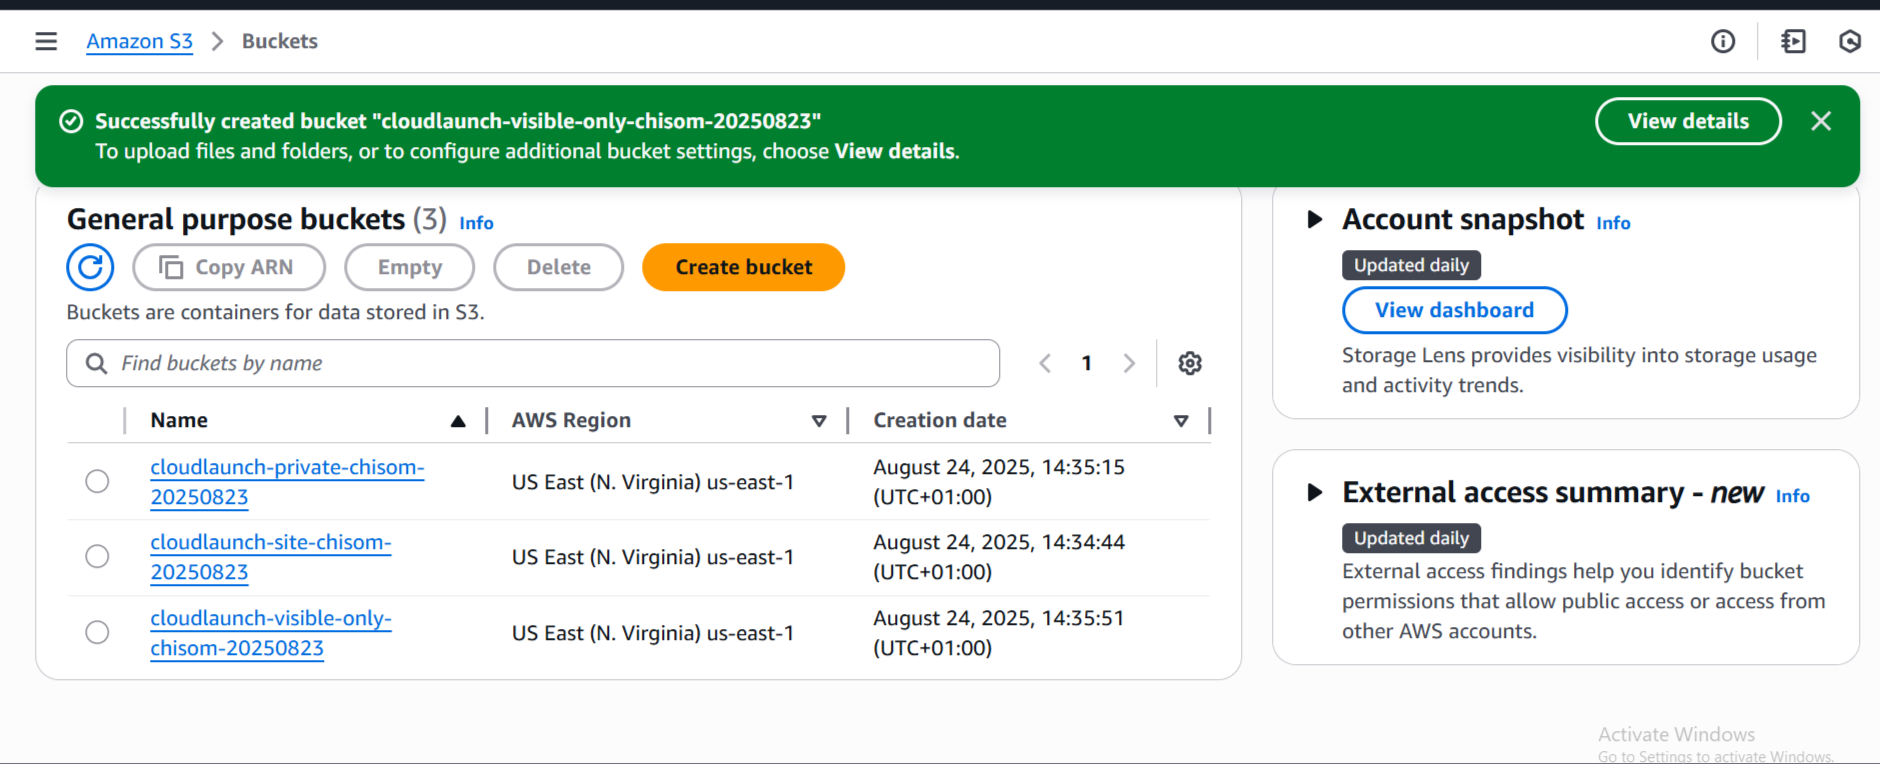 Amazon S3 > Buckets
Successfully created bucket "cloudlaunch-visible-only-chisom-20250823"
To upload files and folders, or to configure additional bucket settings, choose View details.
View details
General purpose buckets (3) Info
Copy ARN
Empty
Delete
Create bucket
Buckets are containers for data stored in S3.
Find buckets by name
1
Name
AWS Region
Creation date
cloudlaunch-private-chisom-
20250823
US East (N. Virginia) us-east-1
August 24, 2025, 14:35:15
(UTC+01:00)
cloudlaunch-site-chisom-
20250823
US East (N. Virginia) us-east-1
August 24, 2025, 14:34:44
(UTC+01:00)
cloudlaunch-visible-only-
chisom-20250823
US East (N. Virginia) us-east-1
August 24, 2025, 14:35:51
(UTC+01:00)
Account snapshot Info
Updated daily
View dashboard
Storage Lens provides visibility into storage usage
and activity trends.
External access summary - new Info
Updated daily
External access findings help you identify bucket
permissions that allow public access or access from
other AWS accounts.
Activate Windows
Go to Settings to activate Windows.